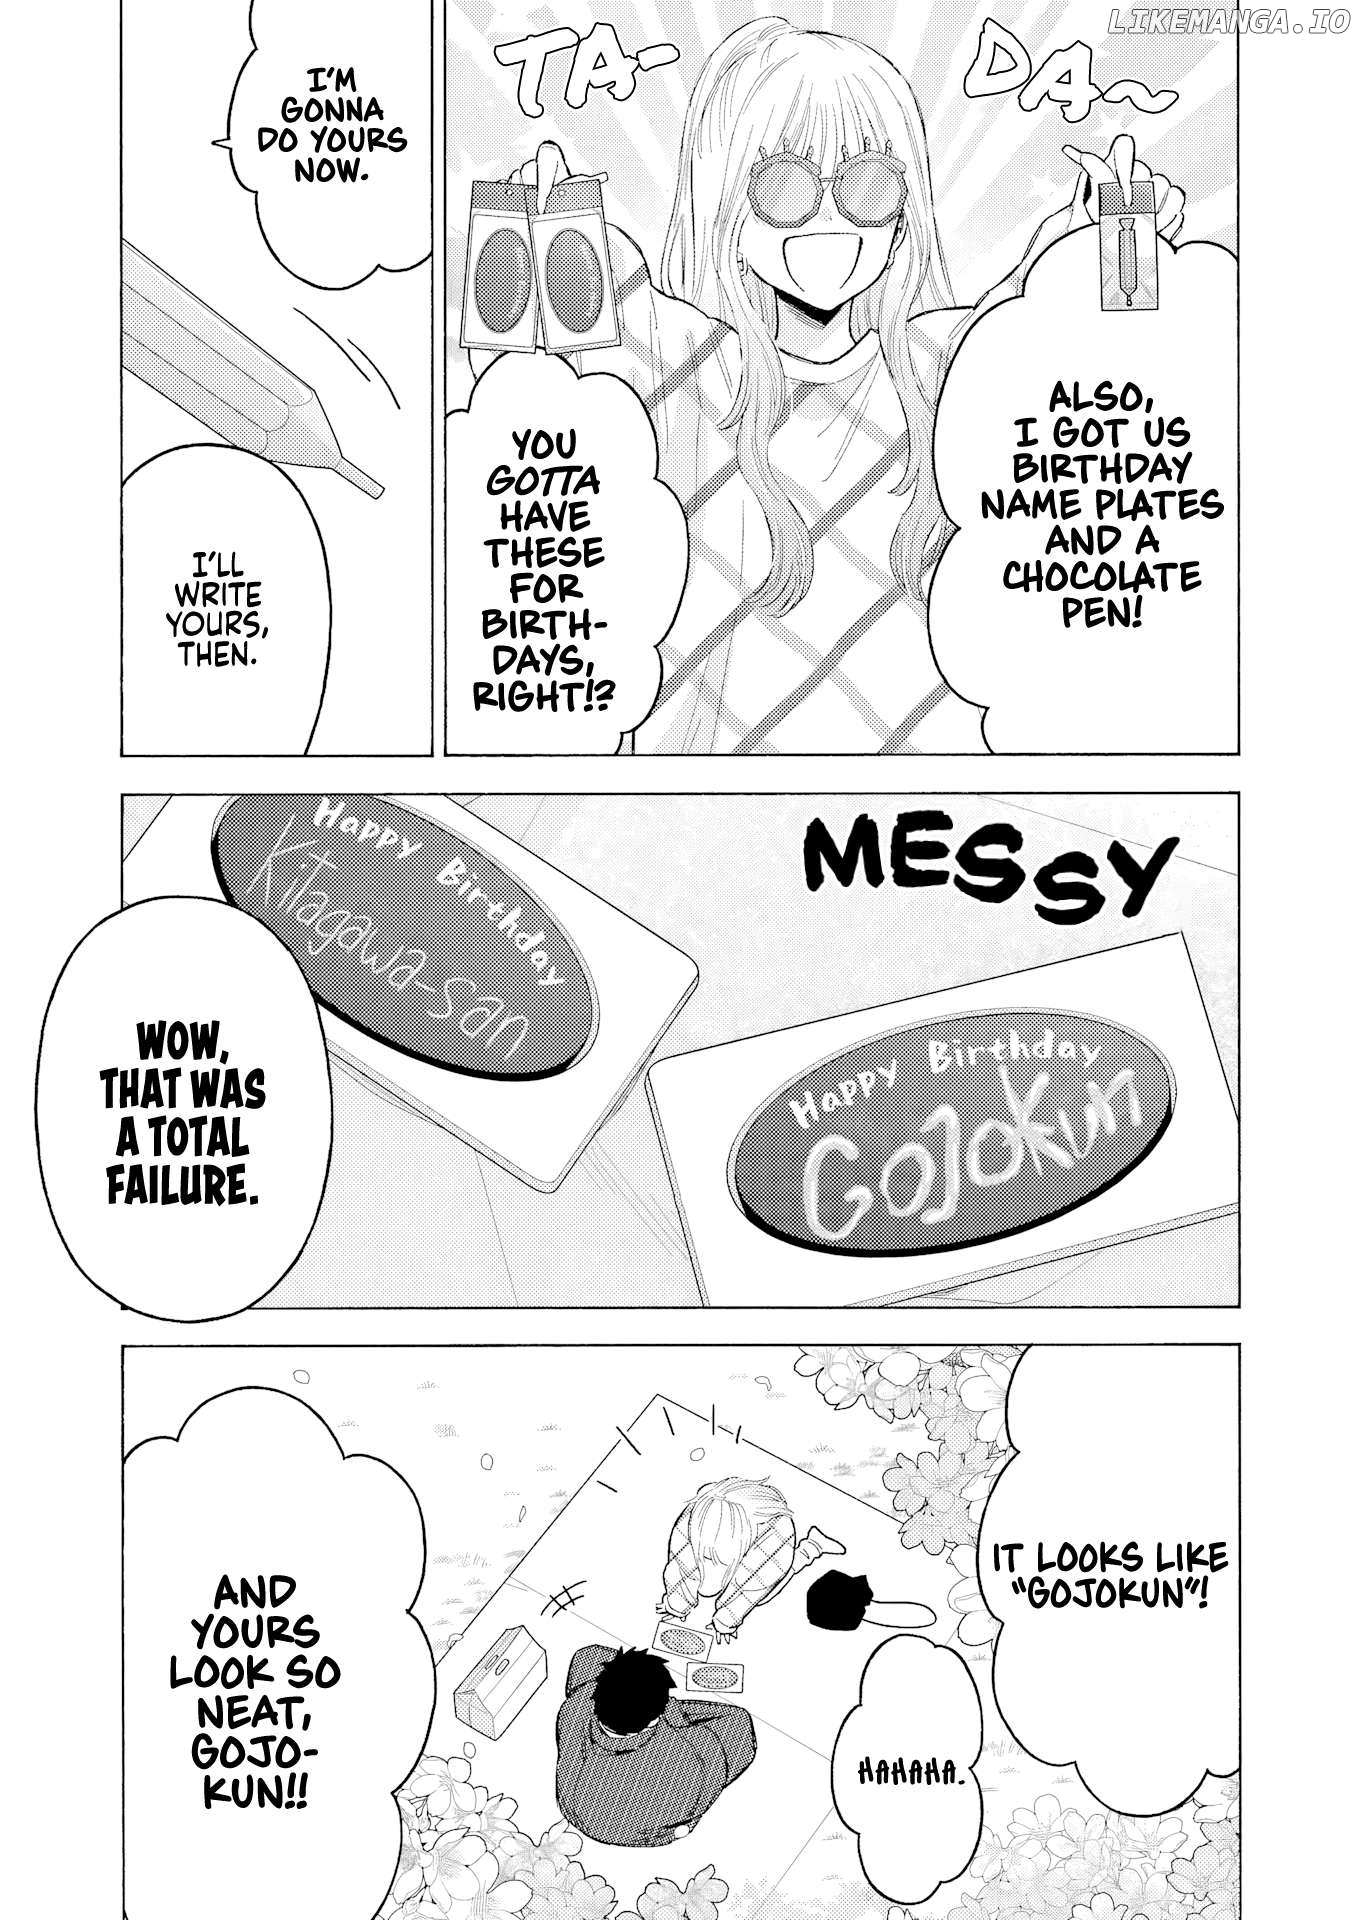 LIKEMANGA.IO
TA-
DA~
ALSO,
I GOT US
BIRTHDAY
NAME PLATES
AND A
CHOCOLATE
PEN!
YOU
GOTTA
HAVE
THESE
FOR
BIRTH-
DAYS,
RIGHT!?
I'M
GONNA
DO YOURS
NOW.
I'LL
WRITE
YOURS,
THEN.
MESSY
Happy Birthday
GOJOKUN
Happy Birthday
Kitagawa-san
WOW,
THAT WAS
A TOTAL
FAILURE.
IT LOOKS LIKE
"GOJOKUN"!
HAHAHA.
AND
YOURS
LOOK SO
NEAT,
GOJO-
KUN!!